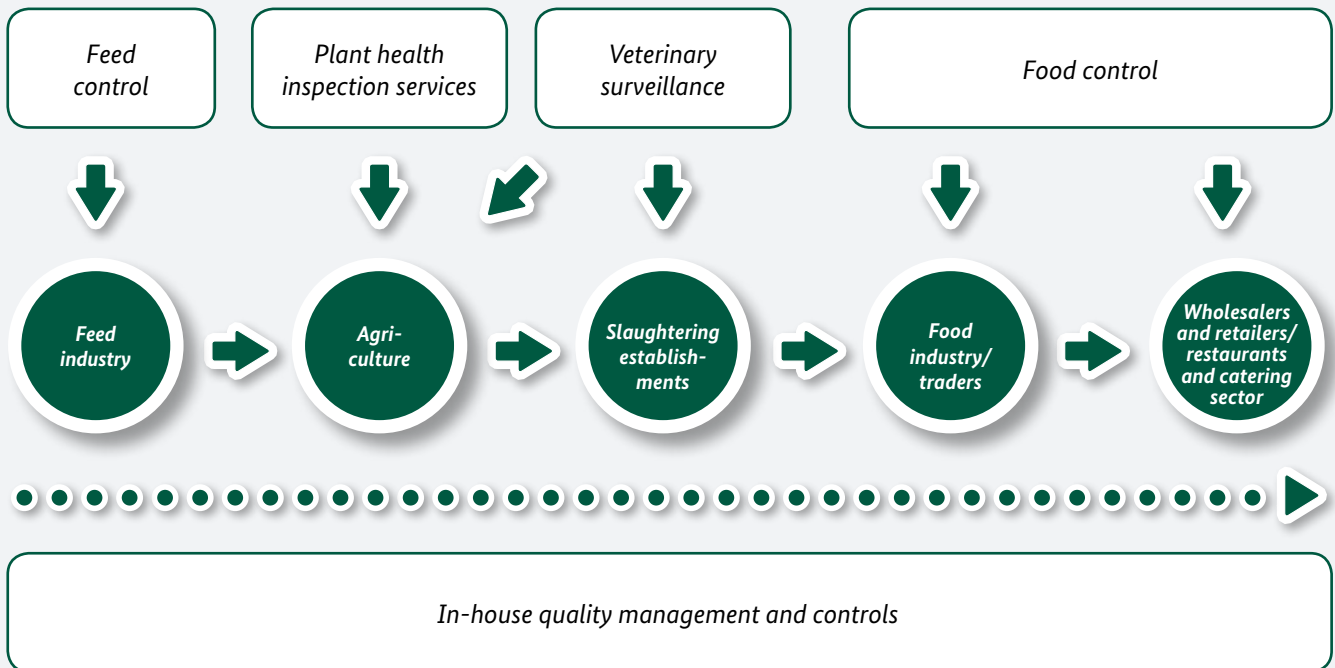 Feed
control
Plant health
inspection services
Veterinary
surveillance
Food control
Feed
industry
Agri-
culture
Slaughtering
establish-
ments
Food
industry/
traders
Wholesalers
and retailers/
restaurants
and catering
sector
In-house quality management and controls